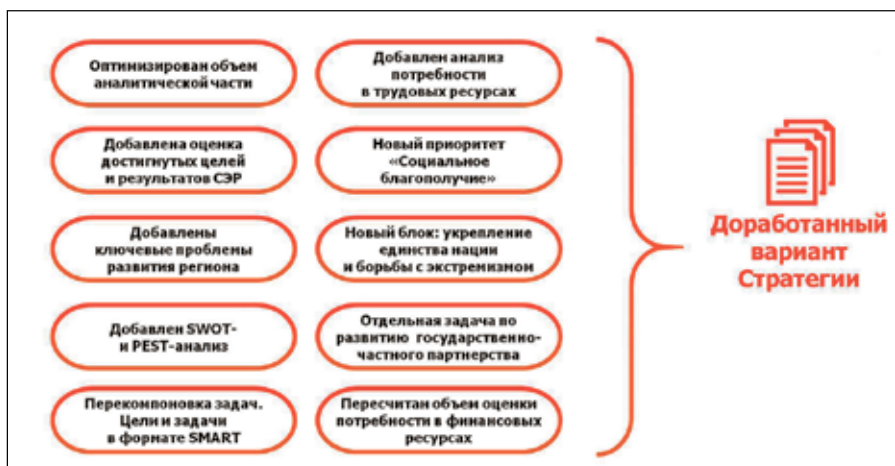 Оптимизирован объем
аналитической части
Добавлена оценка
достигнутых целей
и результатов СЭР
Добавлены
ключевые проблемы
развития региона
Добавлен SWOT-
и PEST-анализ
Перекомпоновка задач.
Цели и задачи
в формате SMART
Добавлен анализ
потребности
в трудовых ресурсах
Новый приоритет
«Социальное
благополучие»
Новый блок: укрепление
единства нации
и борьбы с экстремизмом
Отдельная задача по
развитию государственно-
частного партнерства
Пересчитан объем оценки
потребности в финансовых
ресурсах
Доработанный
вариант
Стратегии